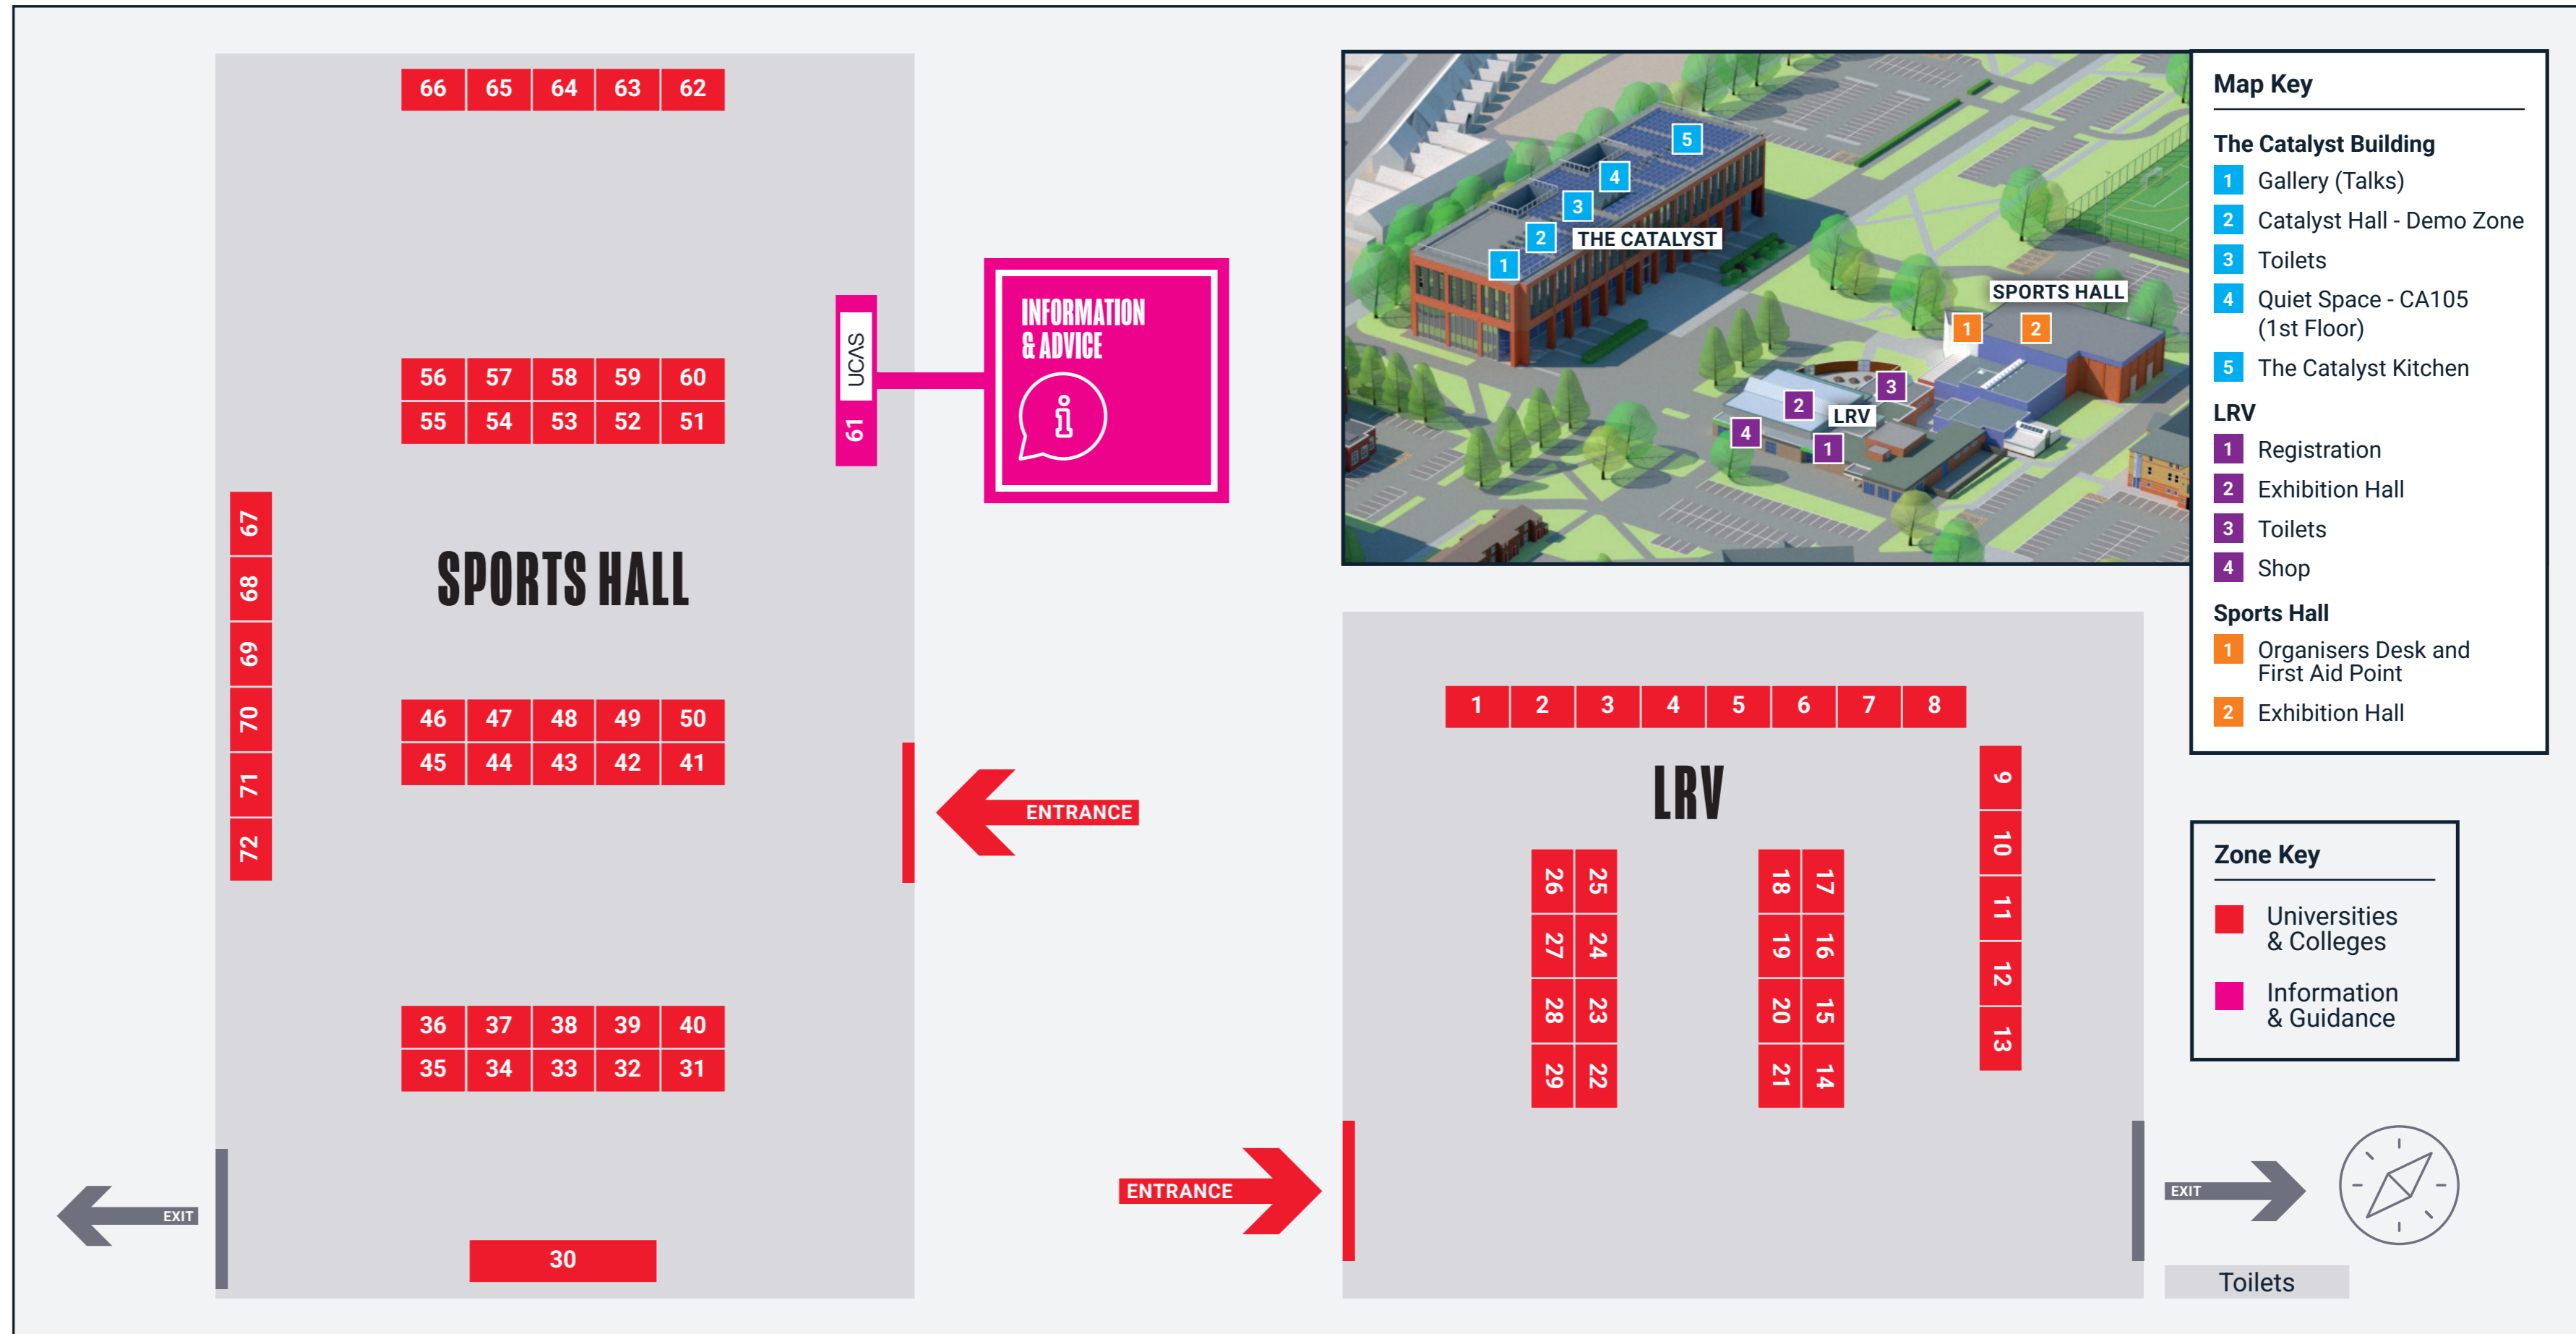 66 65 64 63 62
56 57 58 59 60
55 54 53 52 51
UCAS
61
INFORMATION
& ADVICE
i
67
68
69
70
71
72
SPORTS HALL
46 47 48 49 50
45 44 43 42 41
ENTRANCE
36 37 38 39 40
35 34 33 32 31
EXIT
30
5
4
3
2
1
THE CATALYST
SPORTS HALL
1 2
3
2
LRV
4
1
Map Key
The Catalyst Building
1 Gallery (Talks)
2 Catalyst Hall - Demo Zone
3 Toilets
4 Quiet Space - CA105
(1st Floor)
5 The Catalyst Kitchen
LRV
1 Registration
2 Exhibition Hall
3 Toilets
4 Shop
Sports Hall
1 Organisers Desk and
First Aid Point
2 Exhibition Hall
1 2 3 4 5 6 7 8
LRV
9
10
11
12
13
26 25
27 24
28 23
29 22
18 17
19 16
20 15
21 14
ENTRANCE
EXIT
Toilets
Zone Key
Universities
& Colleges
Information
& Guidance